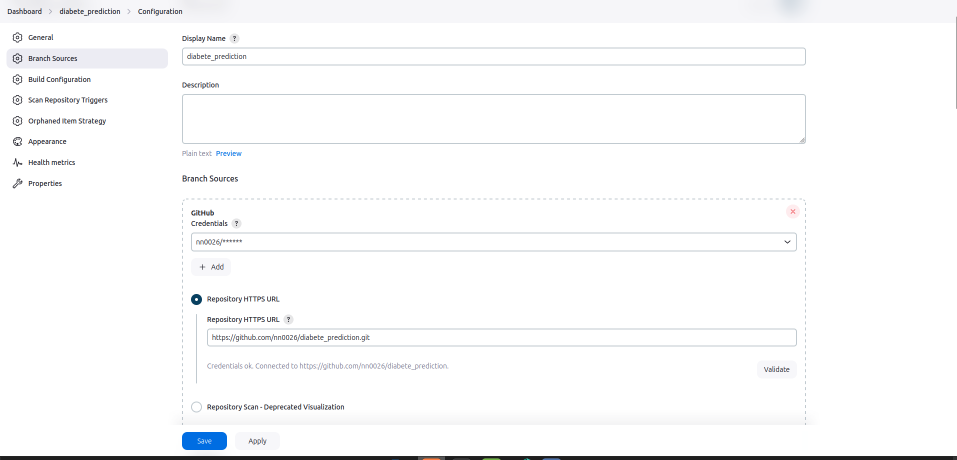 Dashboard > diabete_prediction > Configuration
General
Branch Sources
Build Configuration
Scan Repository Triggers
Orphaned Item Strategy
Appearance
Health metrics
Properties
Display Name ?
diabete_prediction
Description
Plain text Preview
Branch Sources
GitHub
Credentials ?
nn0026/******
+ Add
Repository HTTPS URL
Repository HTTPS URL ?
https://github.com/nn0026/diabete_prediction.git
Credentials ok. Connected to https://github.com/nn0026/diabete_prediction.
Validate
Repository Scan - Deprecated Visualization
Save Apply